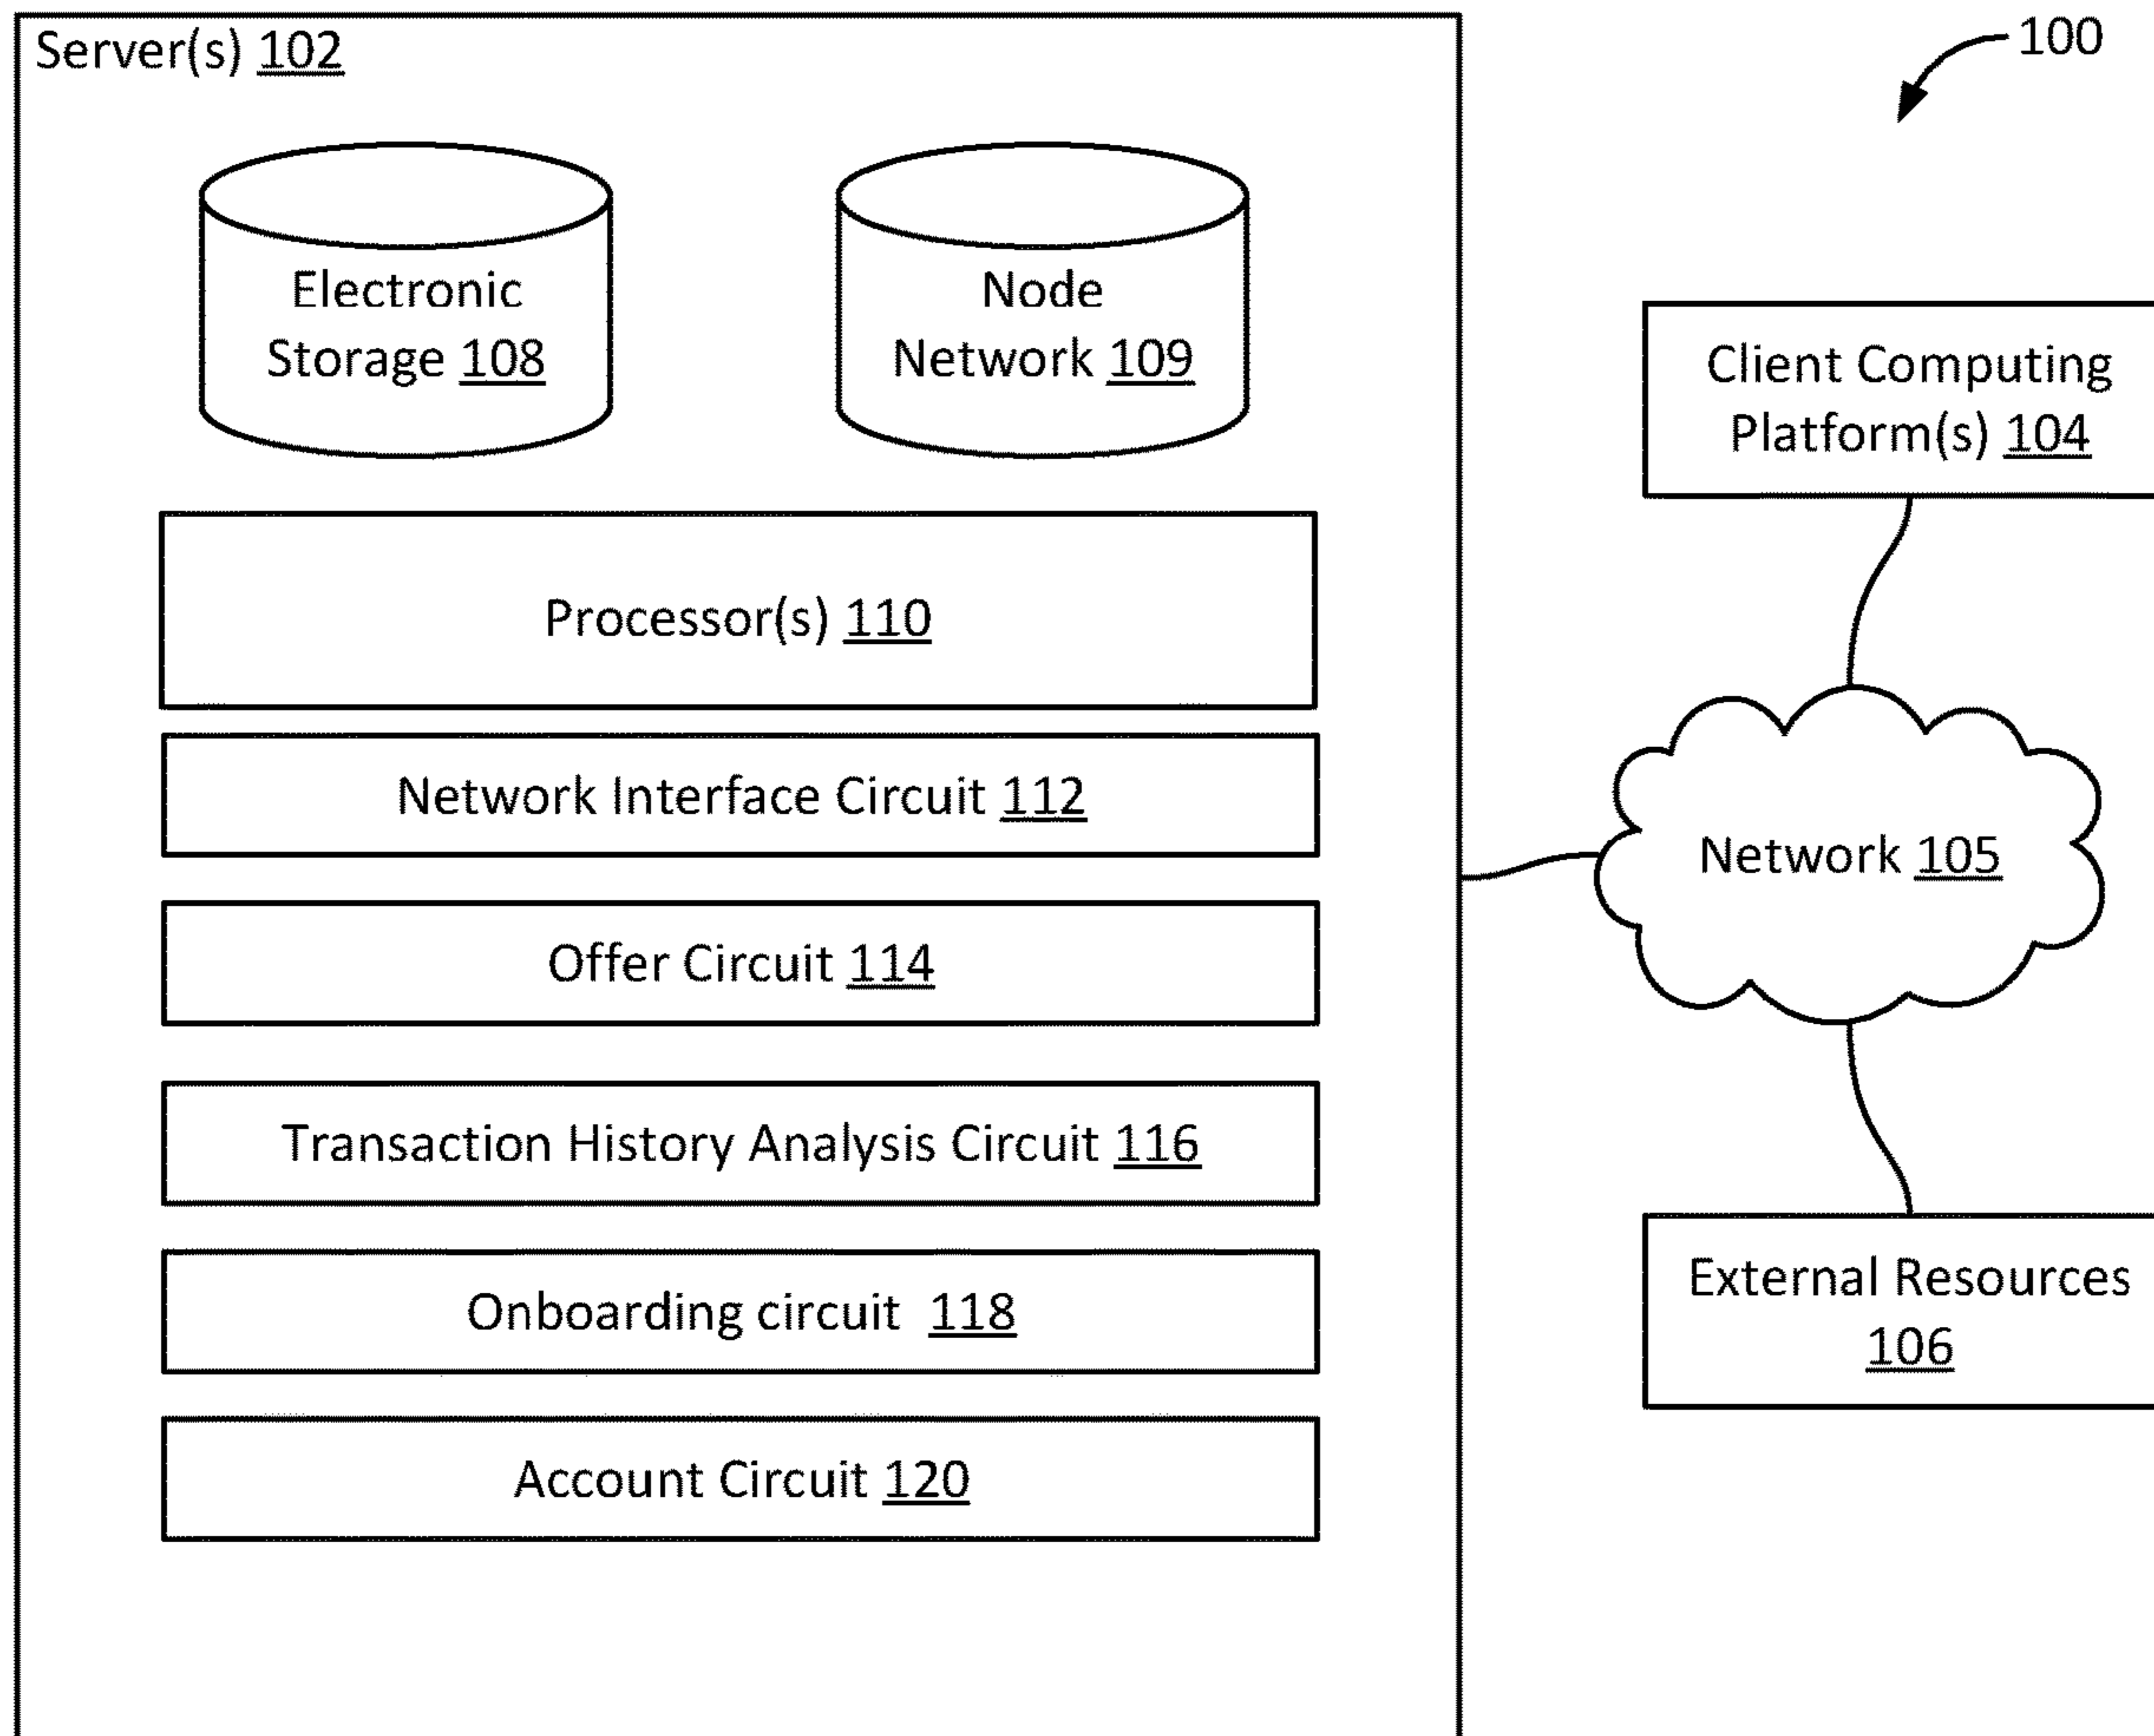 Server(s) 102
100
Electronic
Storage 108
Node
Network 109
Processor(s) 110
Network Interface Circuit 112
Offer Circuit 114
Transaction History Analysis Circuit 116
Onboarding circuit 118
Account Circuit 120
Client Computing
Platform(s) 104
Network 105
External Resources
106